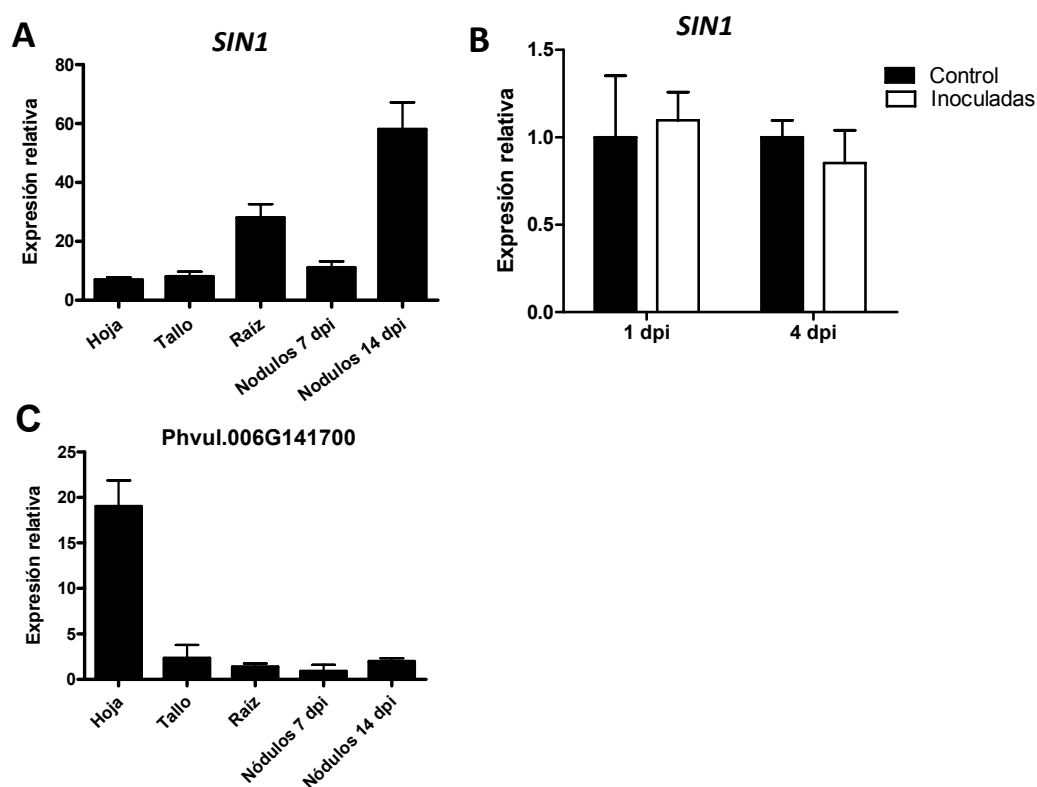 A
SIN1
Expresión relativa
80
60
40
20
0
Hoja
Tallo
Raíz
Nodulos 7 dpi
Nodulos 14 dpi
B
SIN1
Expresión relativa
1.5
1.0
0.5
0.0
1 dpi
4 dpi
Control
Inoculadas
C
Phvul.006G141700
Expresión relativa
25
20
15
10
5
0
Hoja
Tallo
Raíz
Nódulos 7 dpi
Nódulos 14 dpi